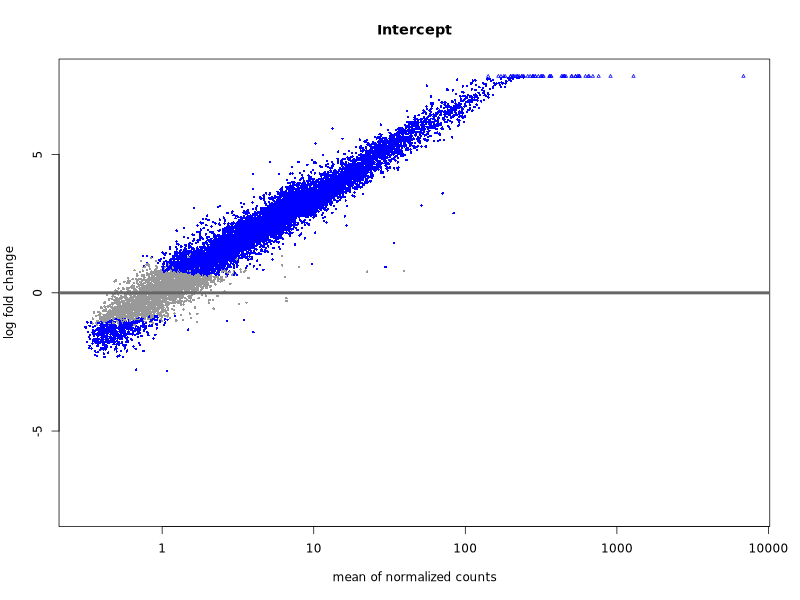 Intercept
log fold change
5
0
-5
1 10 100 1000 10000
mean of normalized counts